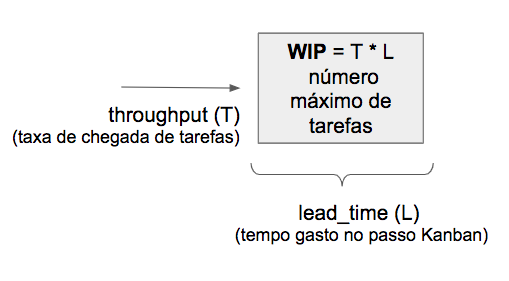 WIP = T * L
número
máximo de
tarefas
throughput (T)
(taxa de chegada de tarefas)
lead_time (L)
(tempo gasto no passo Kanban)